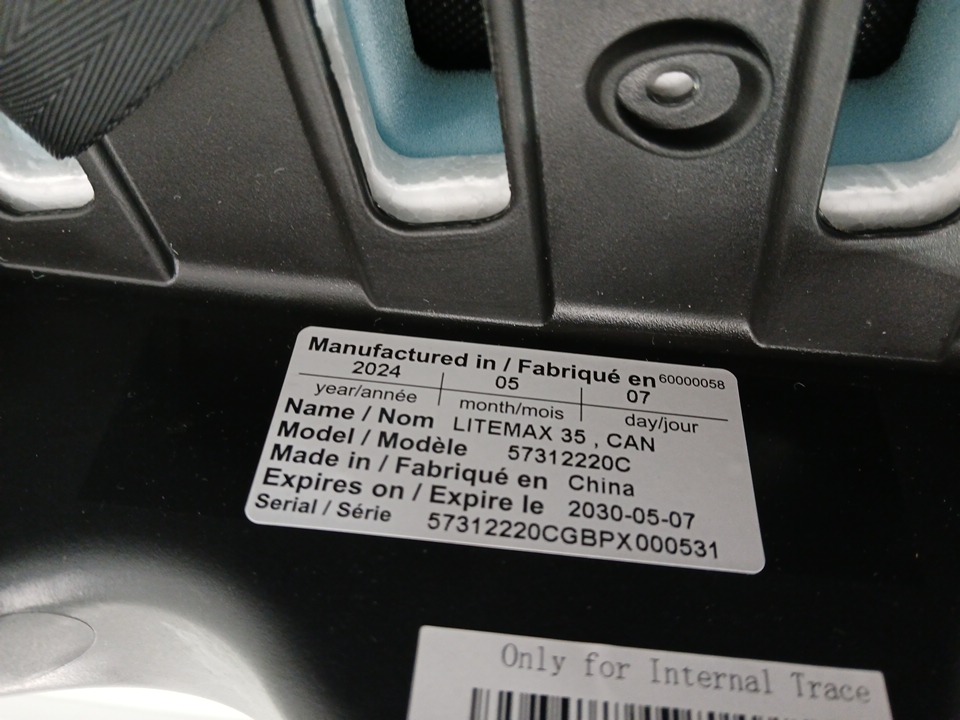 Manufactured in / Fabriqué en 60000058
2024 05 07
year/année month/mois day/jour
Name / Nom LITEMAX 35 , CAN
Model / Modèle 57312220C
Made in / Fabriqué en China
Expires on / Expire le 2030-05-07
Serial / Série 57312220CGBPX000531
Only for Internal Trace